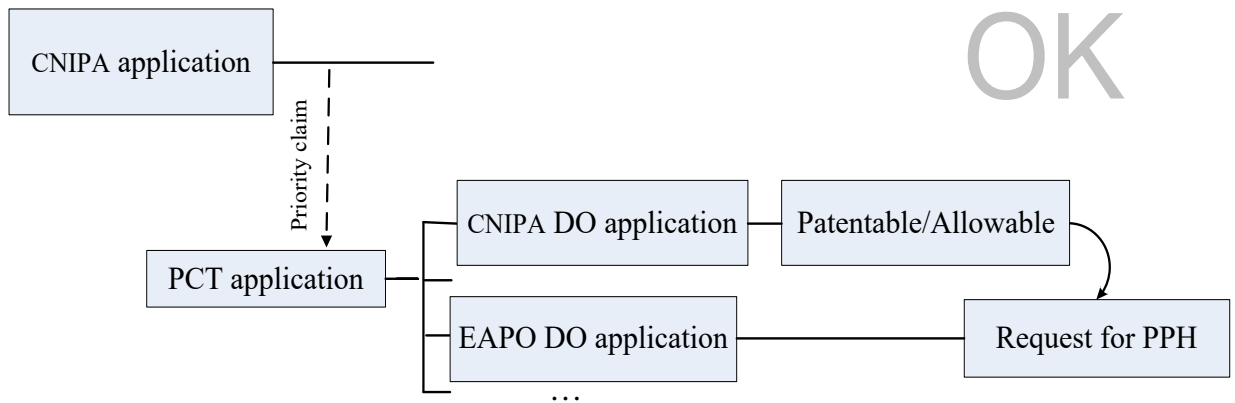 OK
CNIPA application
Priority claim
CNIPA DO application
Patentable/Allowable
PCT application
EAPO DO application
Request for PPH
…